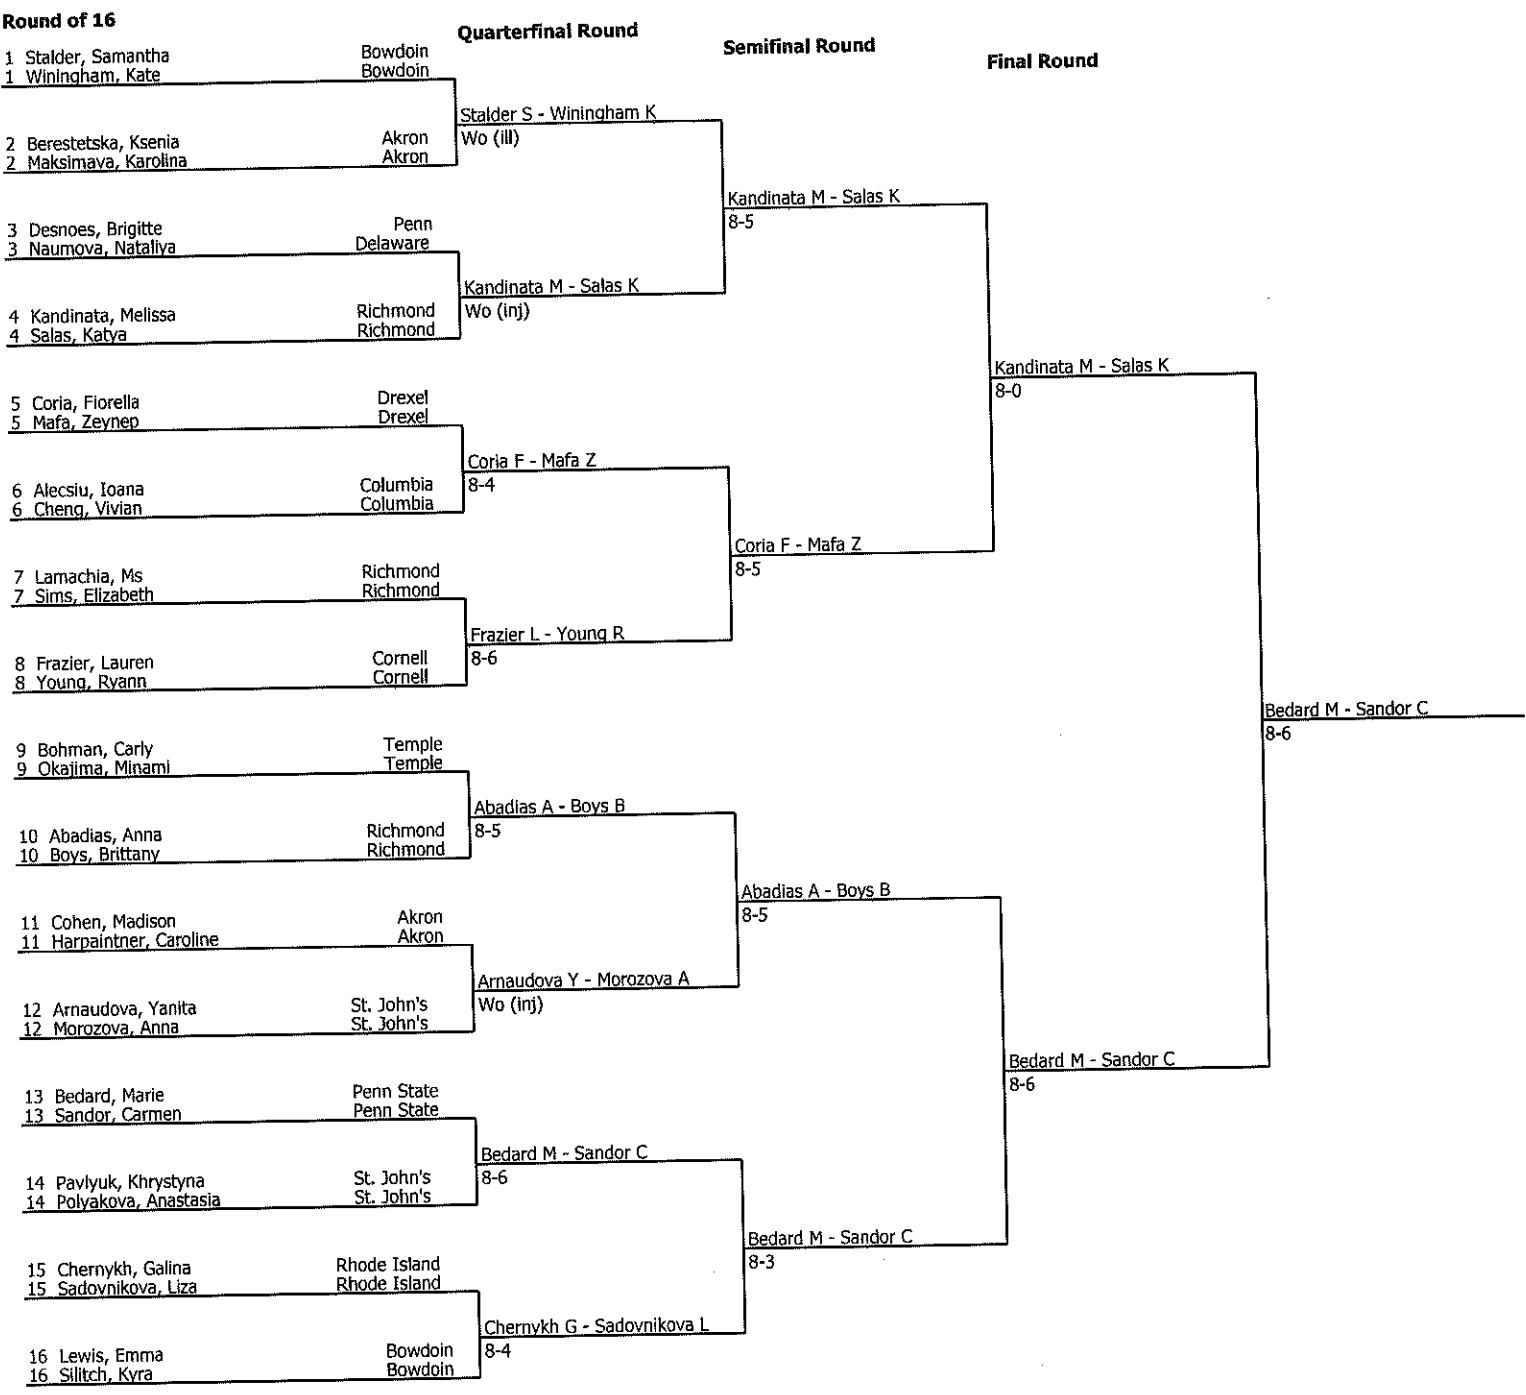 Round of 16
Quarterfinal Round
Semifinal Round
Final Round
1 Stalder, Samantha Bowdoin
1 Winingham, Kate Bowdoin
Stalder S - Winingham K
Wo (ill)
2 Berestetska, Ksenia Akron
2 Maksimava, Karolina Akron
Kandinata M - Salas K
8-5
3 Desnoes, Brigitte Penn
3 Naumova, Nataliya Delaware
Kandinata M - Salas K
Wo (inj)
4 Kandinata, Melissa Richmond
4 Salas, Katya Richmond
Kandinata M - Salas K
8-0
5 Coria, Fiorella Drexel
5 Mafa, Zeynep Drexel
Coria F - Mafa Z
8-4
6 Alecsiu, Ioana Columbia
6 Cheng, Vivian Columbia
Coria F - Mafa Z
8-5
7 Lamachia, Ms Richmond
7 Sims, Elizabeth Richmond
Frazier L - Young R
8-6
8 Frazier, Lauren Cornell
8 Young, Ryann Cornell
Bedard M - Sandor C
8-6
9 Bohman, Carly Temple
9 Okajima, Minami Temple
Abadias A - Boys B
8-5
10 Abadias, Anna Richmond
10 Boys, Brittany Richmond
Abadias A - Boys B
8-5
11 Cohen, Madison Akron
11 Harpaintner, Caroline Akron
Arnaudova Y - Morozova A
Wo (inj)
12 Arnaudova, Yanita St. John's
12 Morozova, Anna St. John's
Bedard M - Sandor C
8-6
13 Bedard, Marie Penn State
13 Sandor, Carmen Penn State
Bedard M - Sandor C
8-6
14 Pavlyuk, Khrystyna St. John's
14 Polyakova, Anastasia St. John's
Bedard M - Sandor C
8-3
15 Chernykh, Galina Rhode Island
15 Sadovnikova, Liza Rhode Island
Chernykh G - Sadovnikova L
8-4
16 Lewis, Emma Bowdoin
16 Silitch, Kyra Bowdoin